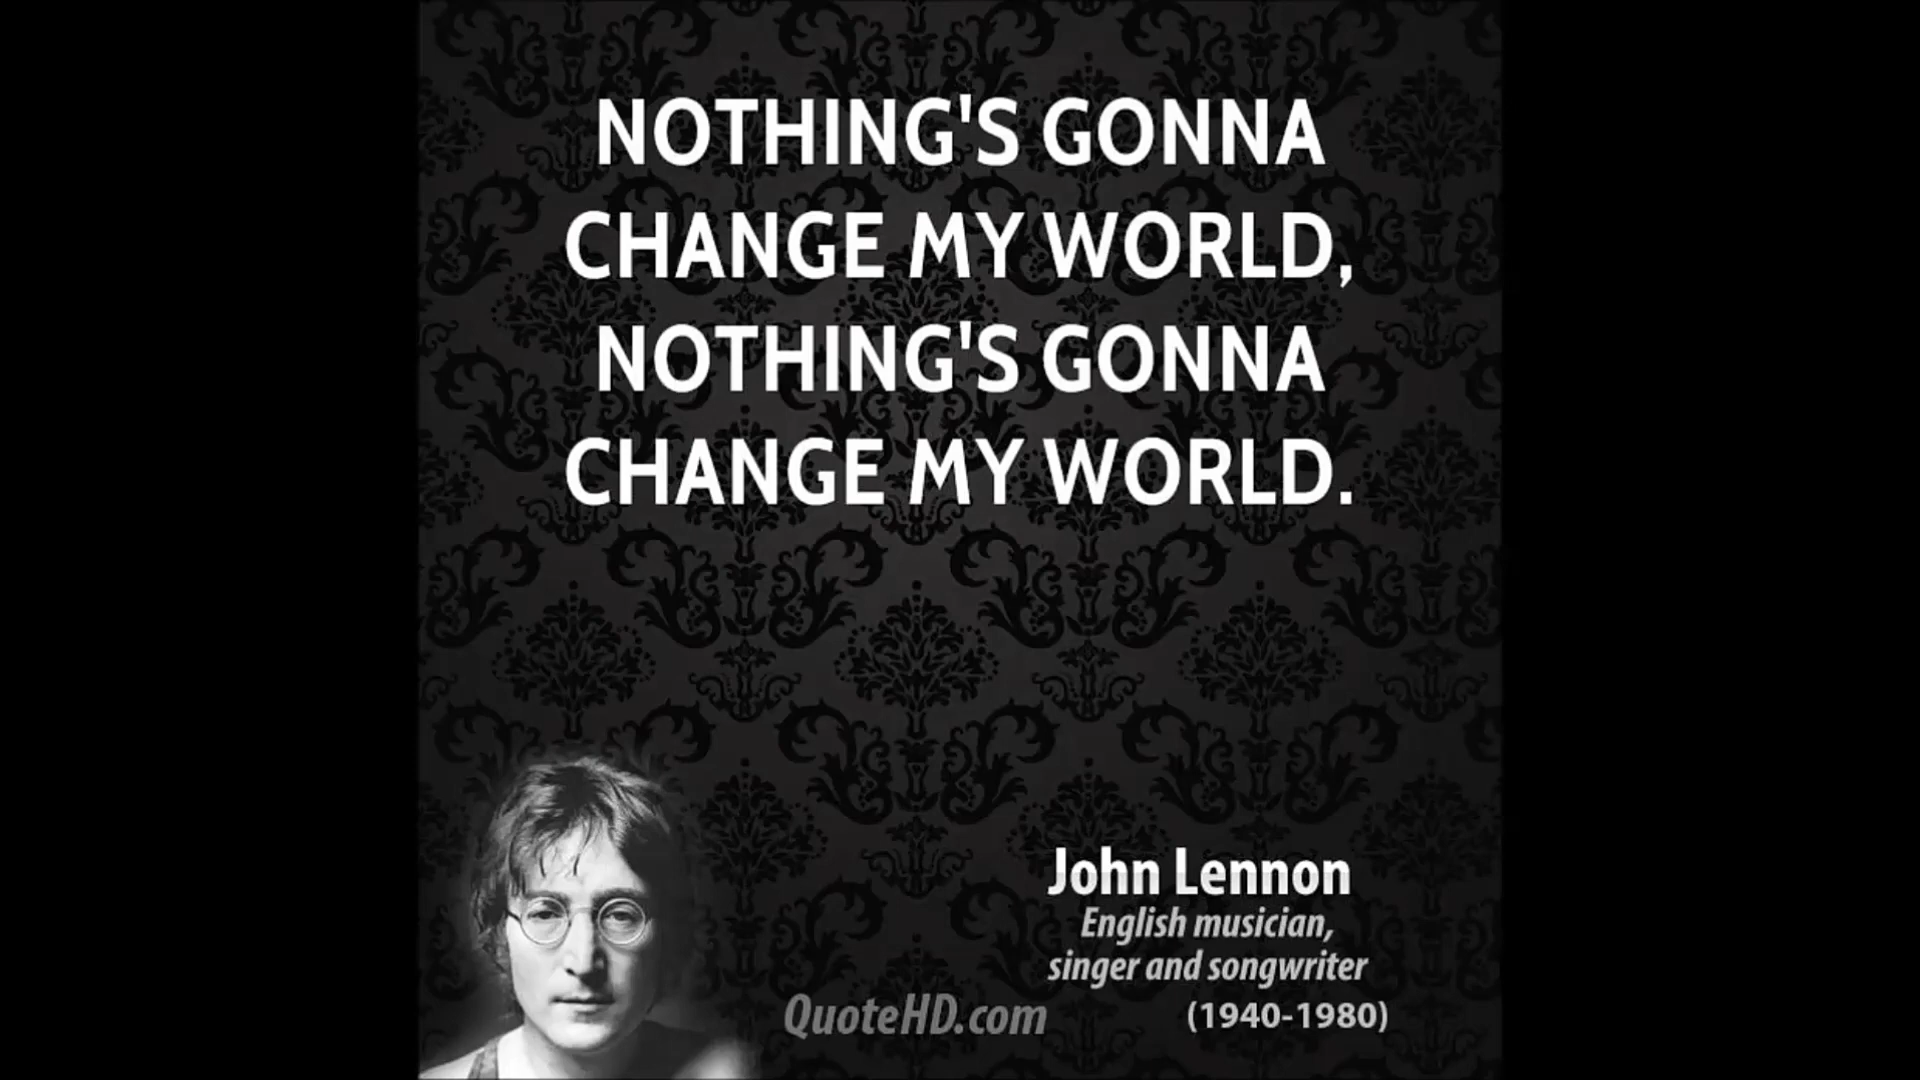 NOTHING'S GONNA
CHANGE MY WORLD,
NOTHING'S GONNA
CHANGE MY WORLD.
John Lennon
English musician,
singer and songwriter
(1940-1980)
QuoteHD.com